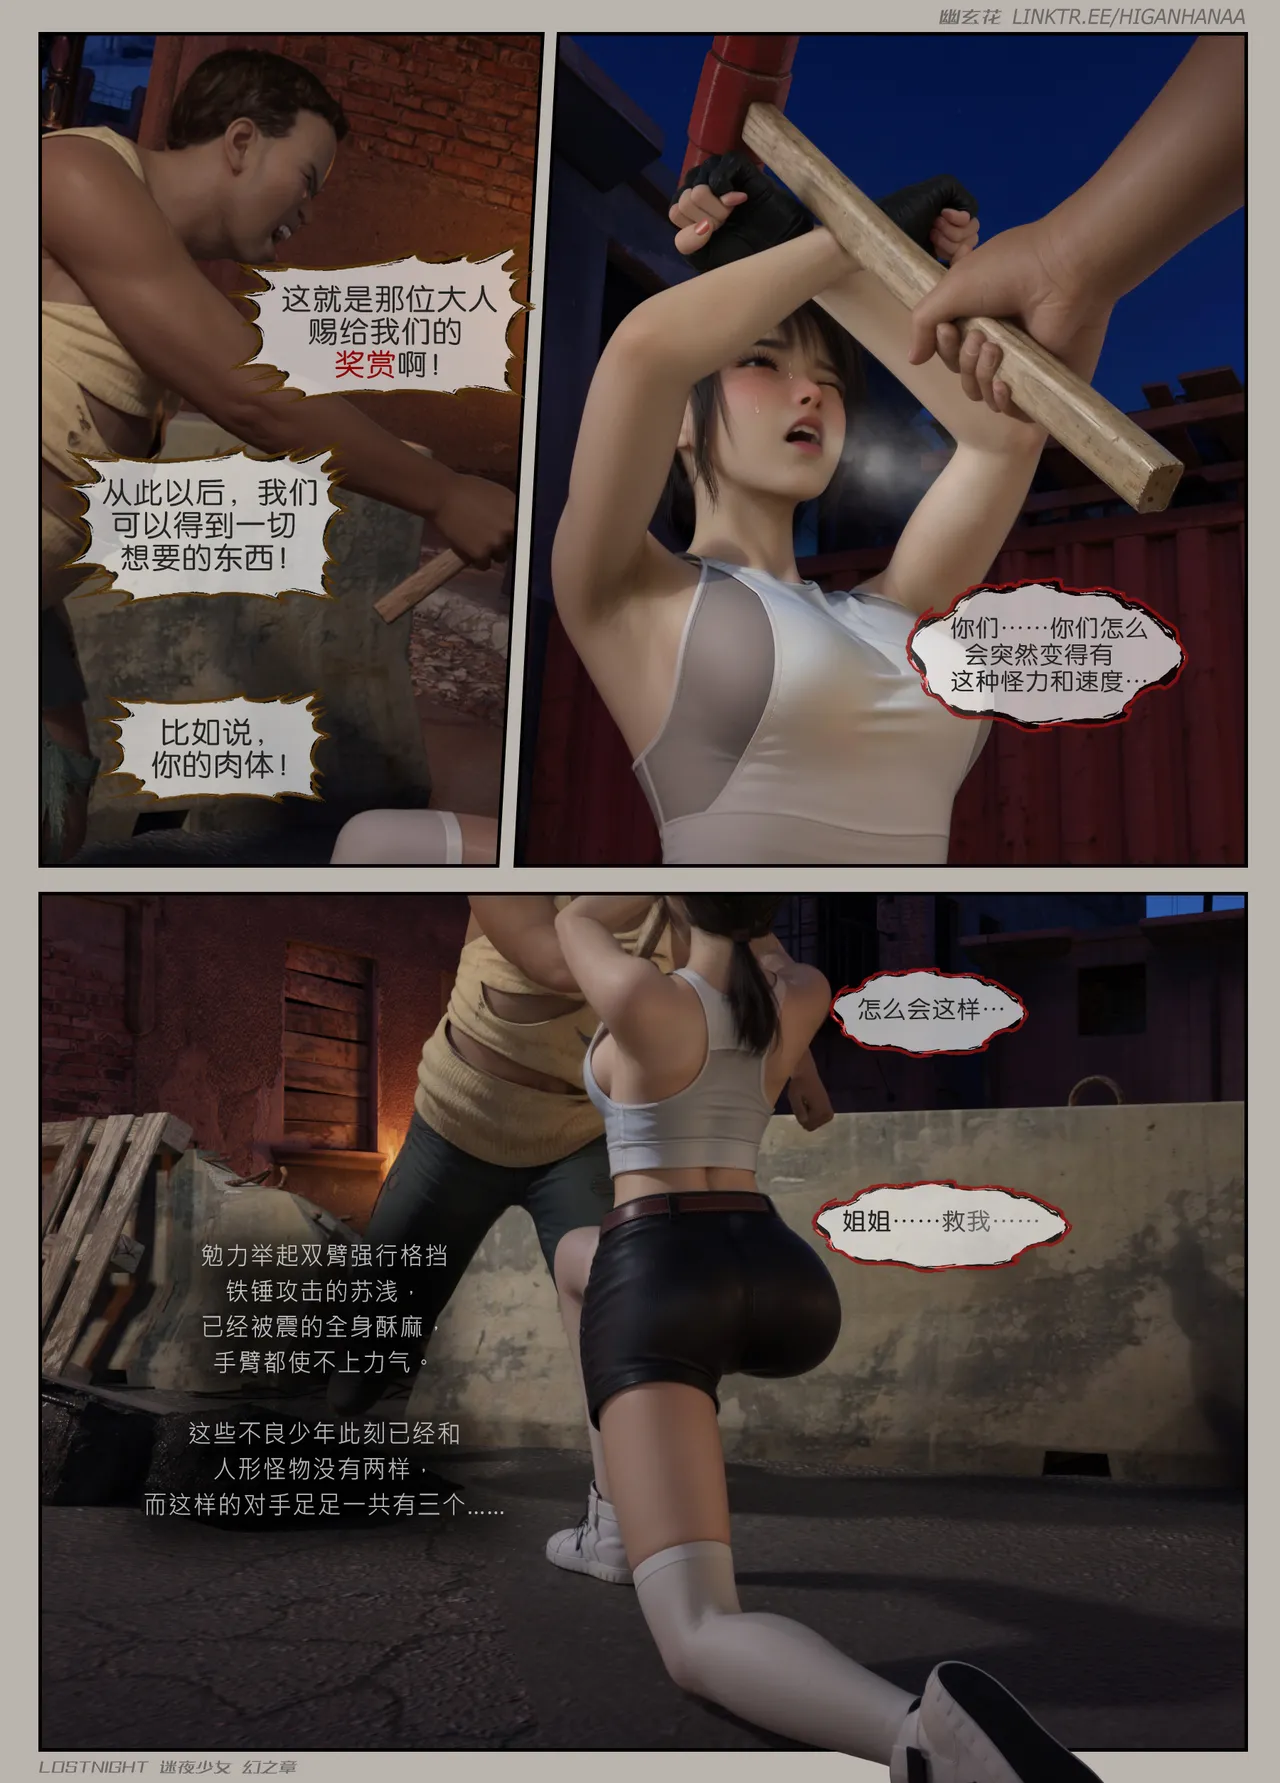 幽玄花 LINKTR.EE/HIGANHANAA
这就是那位大人
赐给我们的
奖赏啊！
从此以后，我们
可以得到一切
想要的东西！
比如说，
你的肉体！
你们……你们怎么
会突然变得有
这种怪力和速度…
怎么会这样…
姐姐……救我……
勉力举起双臂强行格挡
铁锤攻击的苏浅，
已经被震的全身酥麻，
手臂都使不上力气。
这些不良少年此刻已经和
人形怪物没有两样，
而这样的对手足足一共有三个……
LOSTNIGHT 迷夜少女 幻之章